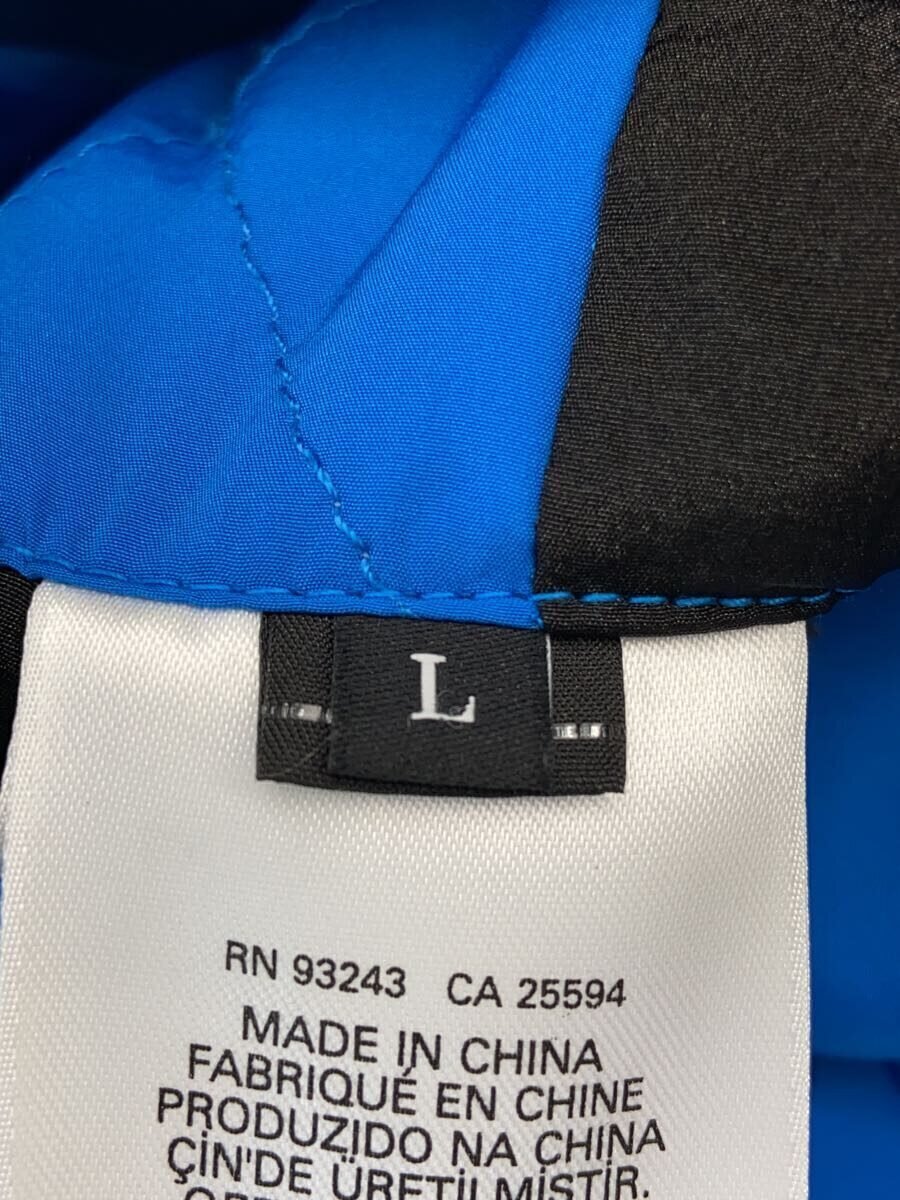 L
RN 93243 CA 25594
MADE IN CHINA
FABRIQUÉ EN CHINE
PRODUZIDO NA CHINA
ÇİN'DE ÜRETİLMİŞTİR.